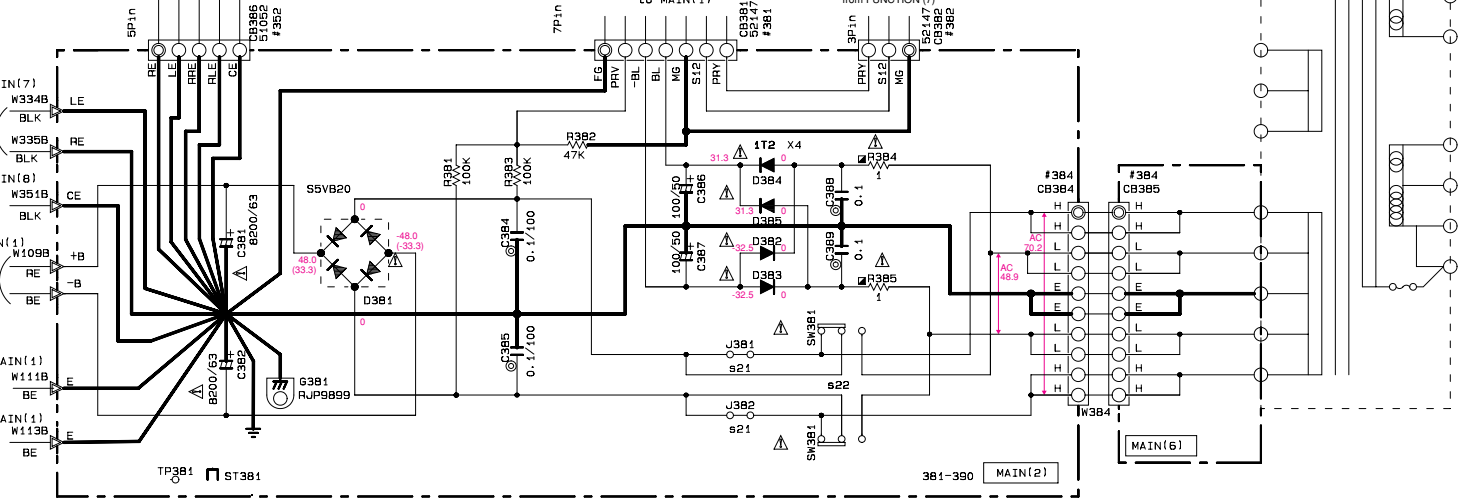 5Pin
CB386
51052
#352
7Pin
to MAIN(1)
CB381
52147
#381
from FUNCTION (7)
3Pin
52147
CB382
#382
RE
LE
RRE
RLE
CE
FG
PRV
-BL
BL
MG
S12
PRY
PRY
S12
MG
IN(7)
W334B
BLK
LE
W335B
BLK
RE
IN(8)
W351B
BLK
CE
N(1)
W109B
RE
+B
-B
BE
AIN(1)
W111B
BE
E
AIN(1)
W113B
BE
E
C381
8200/63
8200/63
C382
S5VB20
0
-48.0
(-33.3)
48.0
(33.3)
D381
0
G381
RJP9899
R381
100K
R383
100K
R382
47K
C384
0.1/100
C385
0.1/100
100/50
C386
100/50
C387
1T2 X4
31.3
0
D384
31.3
0
D385
D382
-32.5
0
D383
-32.5
0
C388
0.1
C389
0.1
R384
1
R385
1
SW381
J381
s21
s22
J382
s21
SW381
#384
CB384
#384
CB385
H
H
L
L
E
E
L
L
H
H
H
H
L
L
E
E
L
L
H
H
AC
70.2
AC
48.9
W384
TP381
ST381
381-390
MAIN(2)
MAIN(6)